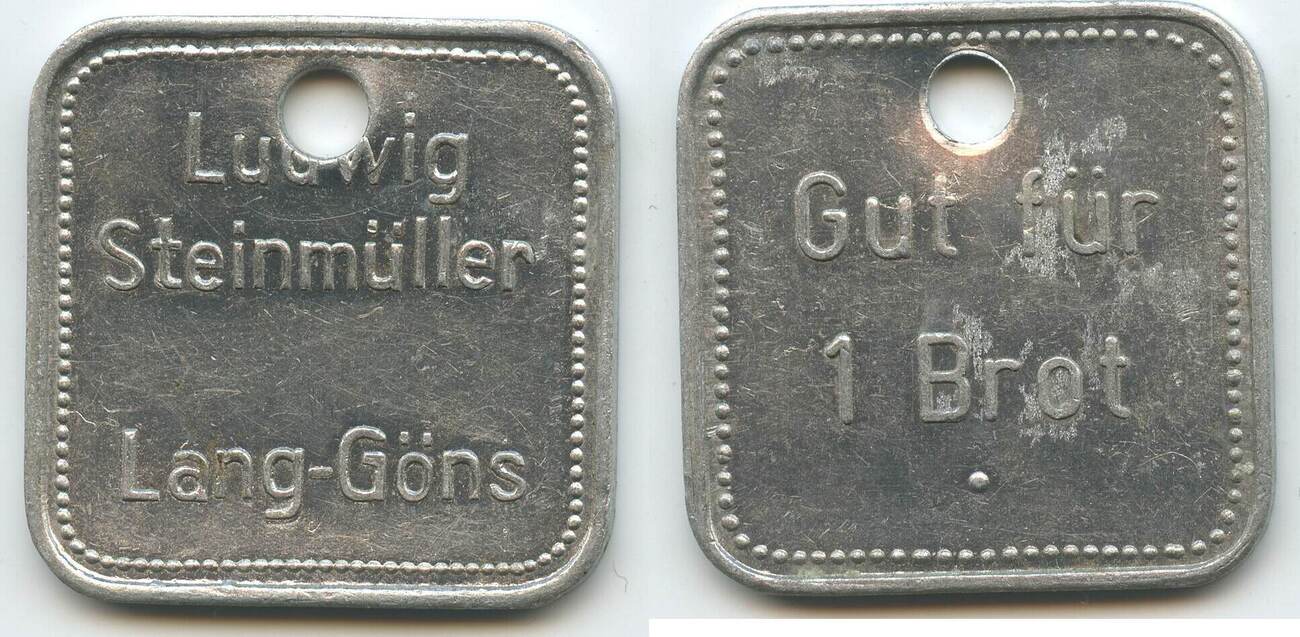 Ludwig
Steinmüller
Lang-Göns
Gut für
1 Brot